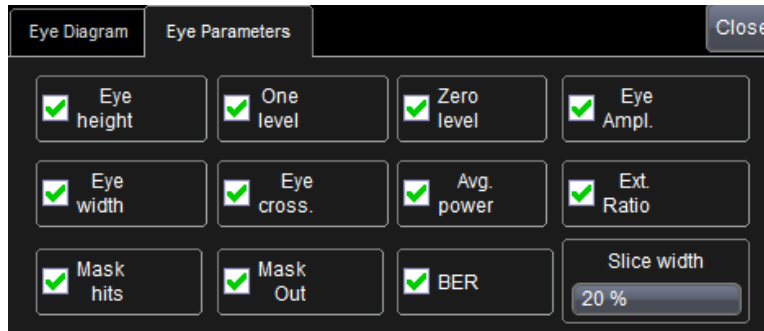 Eye Diagram
Eye Parameters
Close
Eye
height
One
level
Zero
level
Eye
Ampl.
Eye
width
Eye
cross.
Avg.
power
Ext.
Ratio
Mask
hits
Mask
Out
BER
Slice width
20 %